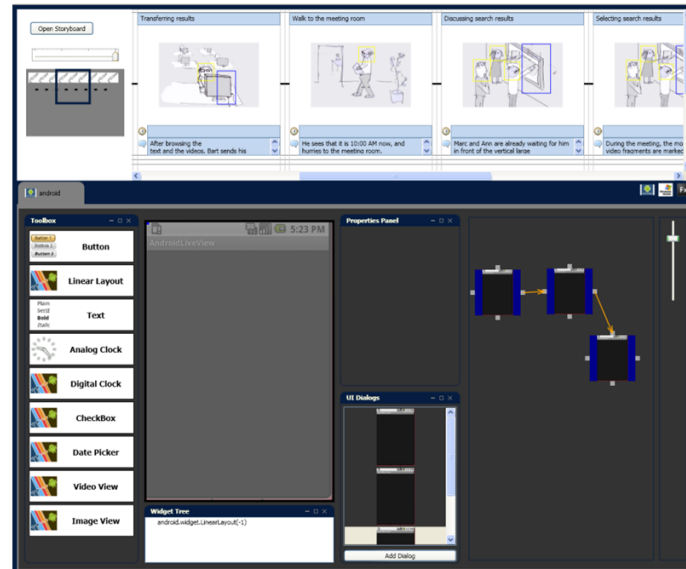 Open Storyboard
Transferring results
Walk to the meeting room
Discussing search results
Selecting search results
After browsing the
text and the videos, Bart sends his
He sees that it is 10:00 AM now, and
hurries to the meeting room.
Marc and Ann are already waiting for him
in front of the vertical large
During the meeting, the mo
video fragments are marked
android
Toolbox
Button
Linear Layout
Plain
Serif
Bold
Italic
Text
Analog Clock
Digital Clock
CheckBox
Date Picker
Video View
Image View
5:23 PM
AndroidLiveView
Widget Tree
android.widget.LinearLayout(-1)
Properties Panel
UI Dialogs
Add Dialog